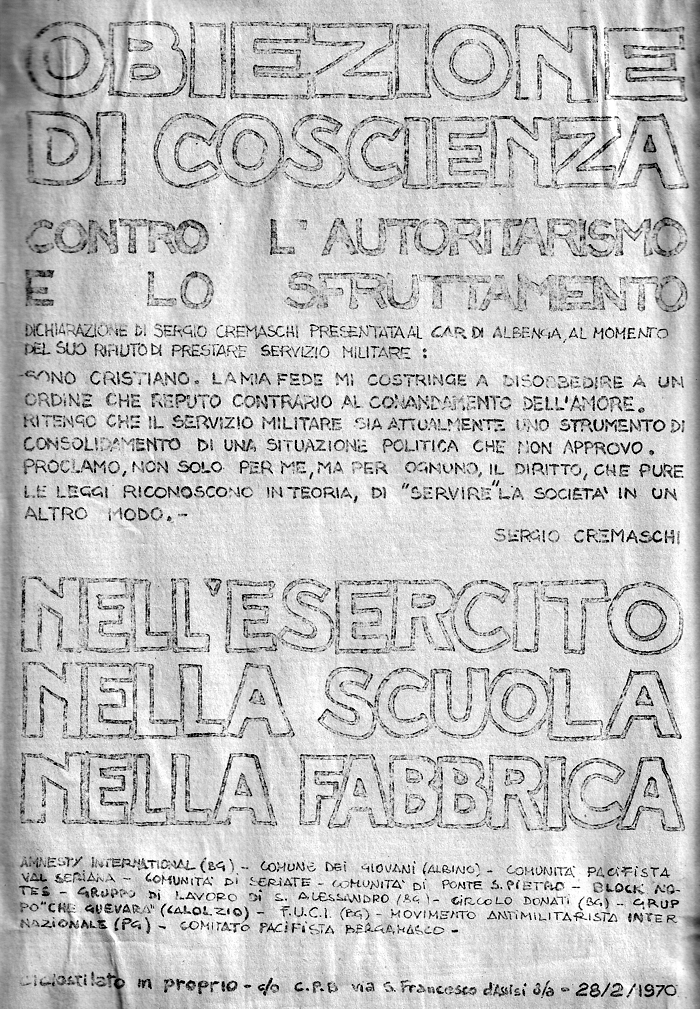 OBIEZIONE
DI COSCIENZA
CONTRO L'AUTORITARISMO
E LO SFRUTTAMENTO
DICHIARAZIONE DI SERGIO CREMASCHI PRESENTATA AL C.A.R. DI ALBENGA, AL MOMENTO
DEL SUO RIFIUTO DI PRESTARE SERVIZIO MILITARE :
-SONO CRISTIANO. LA MIA FEDE MI COSTRINGE A DISOBBEDIRE A UN
ORDINE CHE REPUTO CONTRARIO AL COMANDAMENTO DELL'AMORE.
RITENGO CHE IL SERVIZIO MILITARE SIA ATTUALMENTE UNO STRUMENTO DI
CONSOLIDAMENTO DI UNA SITUAZIONE POLITICA CHE NON APPROVO.
PROCLAMO, NON SOLO PER ME, MA PER OGNUNO, IL DIRITTO, CHE PURE
LE LEGGI RICONOSCONO IN TEORIA, DI "SERVIRE" LA SOCIETA' IN UN
ALTRO MODO.-
SERGIO CREMASCHI
NELL'ESERCITO
NELLA SCUOLA
NELLA FABBRICA
AMNESTY INTERNATIONAL (BG) - COMUNE DEI GIOVANI (ALBINO) - COMUNITA' PACIFISTA
VAL SERIANA - COMUNITA' DI SERIATE - COMUNITA' DI PONTE S. PIETRO - BLOCK NO-
TES - GRUPPO DI LAVORO DI S. ALESSANDRO (BG) - CIRCOLO DONATI (BG) - GRUP
PO "CHE GUEVARA" (CALOLZIO) - F.U.C.I. (BG) - MOVIMENTO ANTIMILITARISTA INTER
NAZIONALE (PG) - COMITATO PACIFISTA BERGAMASCO -
ciclostilato in proprio - c/o C.P.B via S. Francesco d'Assisi 8/a - 28/2/1970